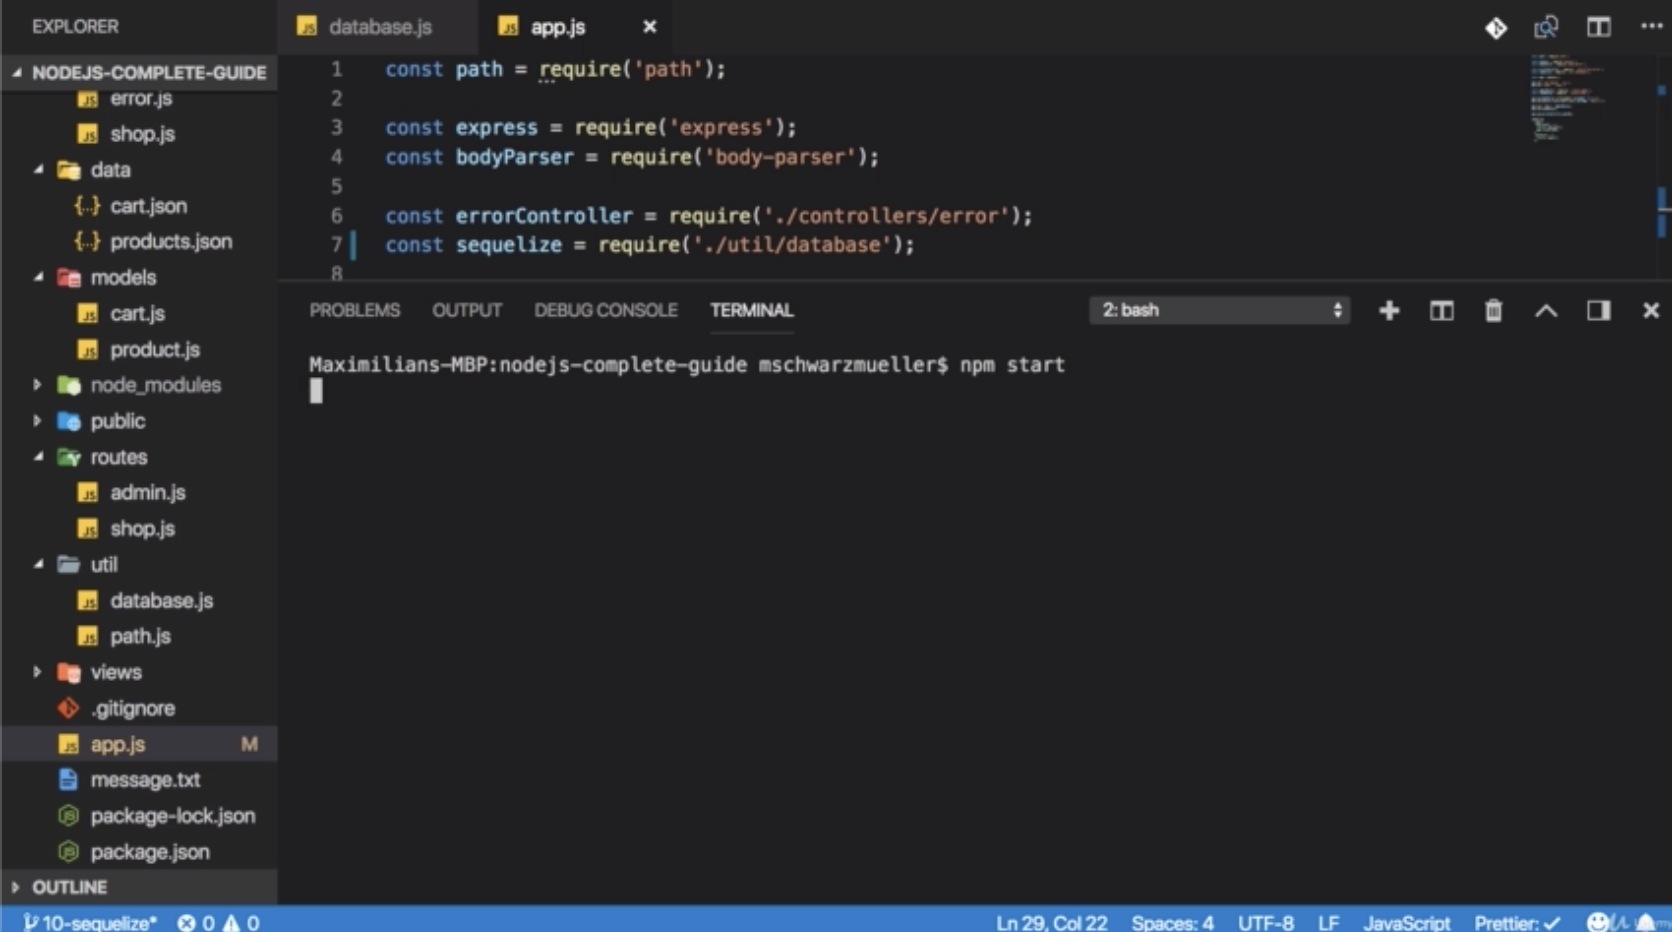 EXPLORER
NODEJS-COMPLETE-GUIDE
error.js
shop.js
data
cart.json
products.json
models
cart.js
product.js
node_modules
public
routes
admin.js
shop.js
util
database.js
path.js
views
.gitignore
app.js M
message.txt
package-lock.json
package.json
OUTLINE
database.js app.js
1 const path = require('path');
2
3 const express = require('express');
4 const bodyParser = require('body-parser');
5
6 const errorController = require('./controllers/error');
7 const sequelize = require('./util/database');
8
PROBLEMS OUTPUT DEBUG CONSOLE TERMINAL 2: bash
Maximilians-MBP:nodejs-complete-guide mschwarzmueller$ npm start
10-sequelize* 0 0 Ln 29, Col 22 Spaces: 4 UTF-8 LF JavaScript Prettier: ✓